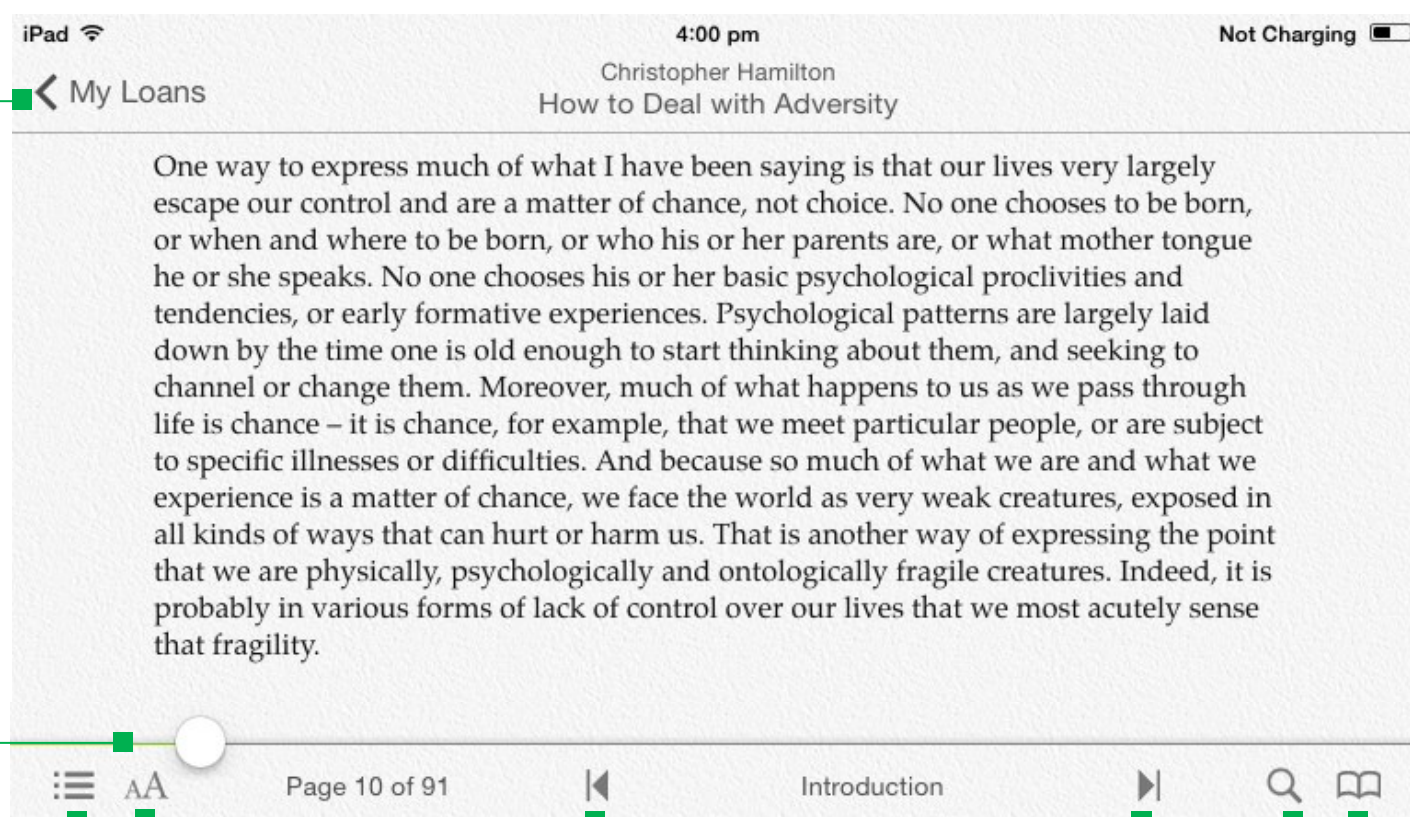 iPad 4:00 pm Not Charging
My Loans
Christopher Hamilton
How to Deal with Adversity
One way to express much of what I have been saying is that our lives very largely
escape our control and are a matter of chance, not choice. No one chooses to be born,
or when and where to be born, or who his or her parents are, or what mother tongue
he or she speaks. No one chooses his or her basic psychological proclivities and
tendencies, or early formative experiences. Psychological patterns are largely laid
down by the time one is old enough to start thinking about them, and seeking to
channel or change them. Moreover, much of what happens to us as we pass through
life is chance – it is chance, for example, that we meet particular people, or are subject
to specific illnesses or difficulties. And because so much of what we are and what we
experience is a matter of chance, we face the world as very weak creatures, exposed in
all kinds of ways that can hurt or harm us. That is another way of expressing the point
that we are physically, psychologically and ontologically fragile creatures. Indeed, it is
probably in various forms of lack of control over our lives that we most acutely sense
that fragility.
AA Page 10 of 91 Introduction